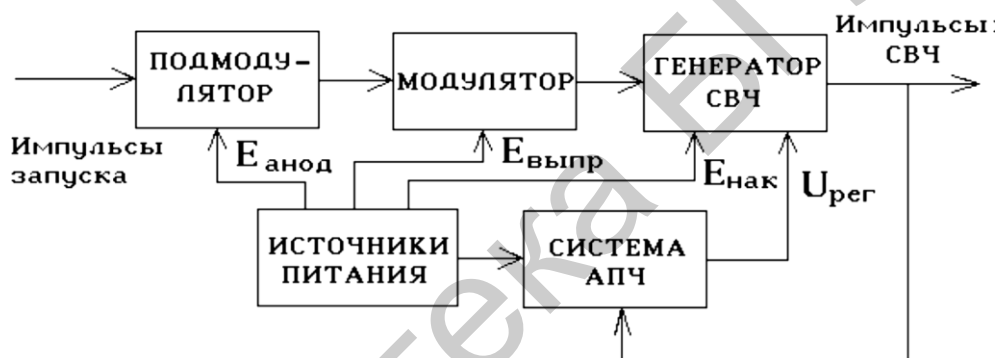 Импульсы
СВЧ
ПОДМОДУ-
ЛЯТОР
МОДУЛЯТОР
ГЕНЕРАТОР
СВЧ
Импульсы
запуска
Eанод
Eвыпр
Eнак
Uрег
ИСТОЧНИКИ
ПИТАНИЯ
СИСТЕМА
АПЧ